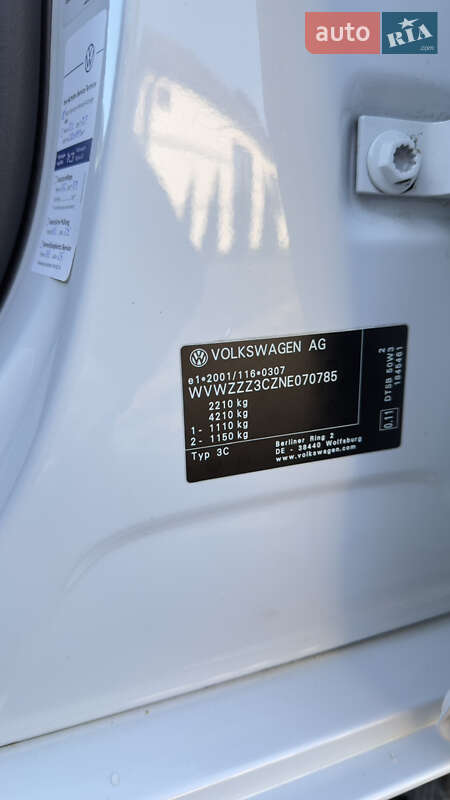 auto RIA .com
VOLKSWAGEN AG
e1*2001/116*0307
WVWZZZ3CZNE070785
2210 kg
4210 kg
1- 1110 kg
2- 1150 kg
Typ 3C
Berliner Ring 2
DE - 38440 Wolfsburg
www.volkswagen.com
0.11
DTSB 50W3 2
1845461